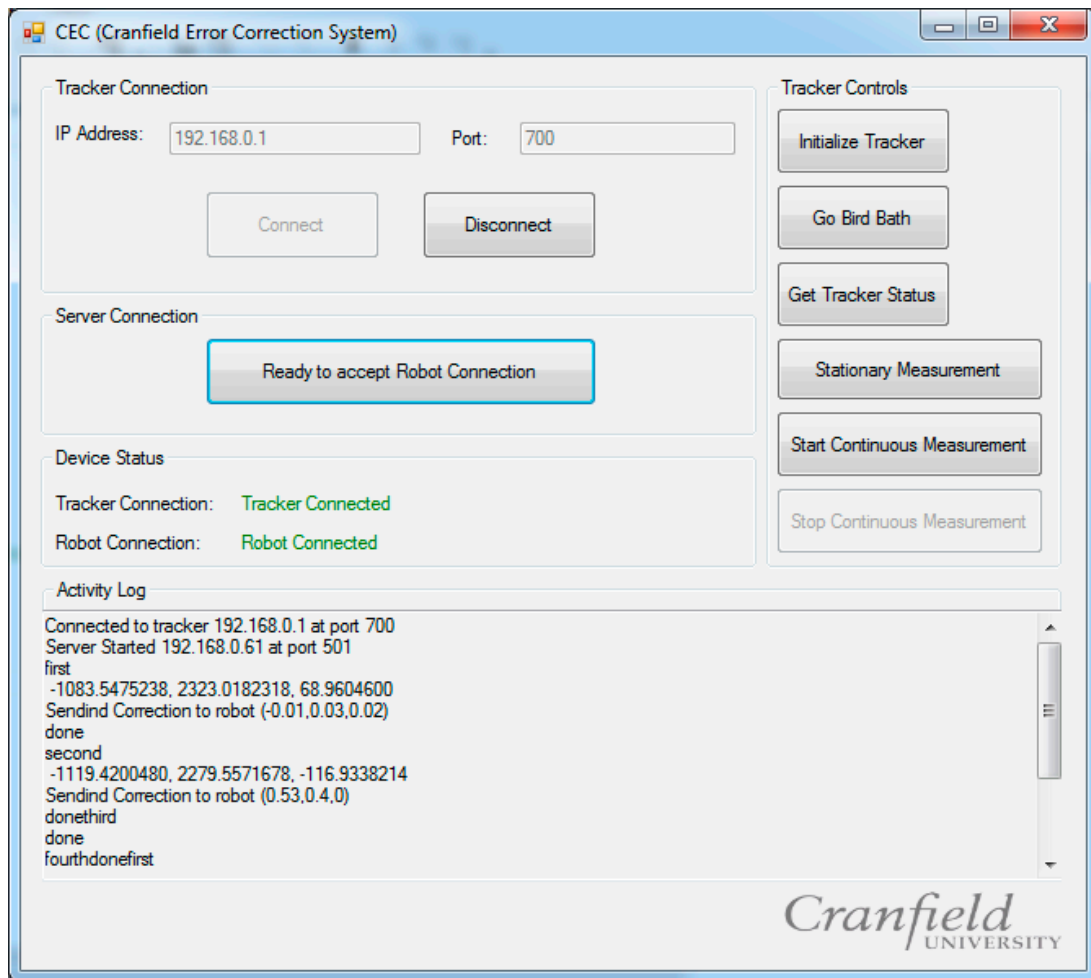 CEC (Cranfield Error Correction System)
Tracker Connection
IP Address: 192.168.0.1 Port: 700
Connect Disconnect
Server Connection
Ready to accept Robot Connection
Device Status
Tracker Connection: Tracker Connected
Robot Connection: Robot Connected
Tracker Controls
Initialize Tracker
Go Bird Bath
Get Tracker Status
Stationary Measurement
Start Continuous Measurement
Stop Continuous Measurement
Activity Log
Connected to tracker 192.168.0.1 at port 700
Server Started 192.168.0.61 at port 501
first
-1083.5475238, 2323.0182318, 68.9604600
Sendind Correction to robot (-0.01,0.03,0.02)
done
second
-1119.4200480, 2279.5571678, -116.9338214
Sendind Correction to robot (0.53,0.4,0)
donethird
done
fourthdonefirst
Cranfield
UNIVERSITY